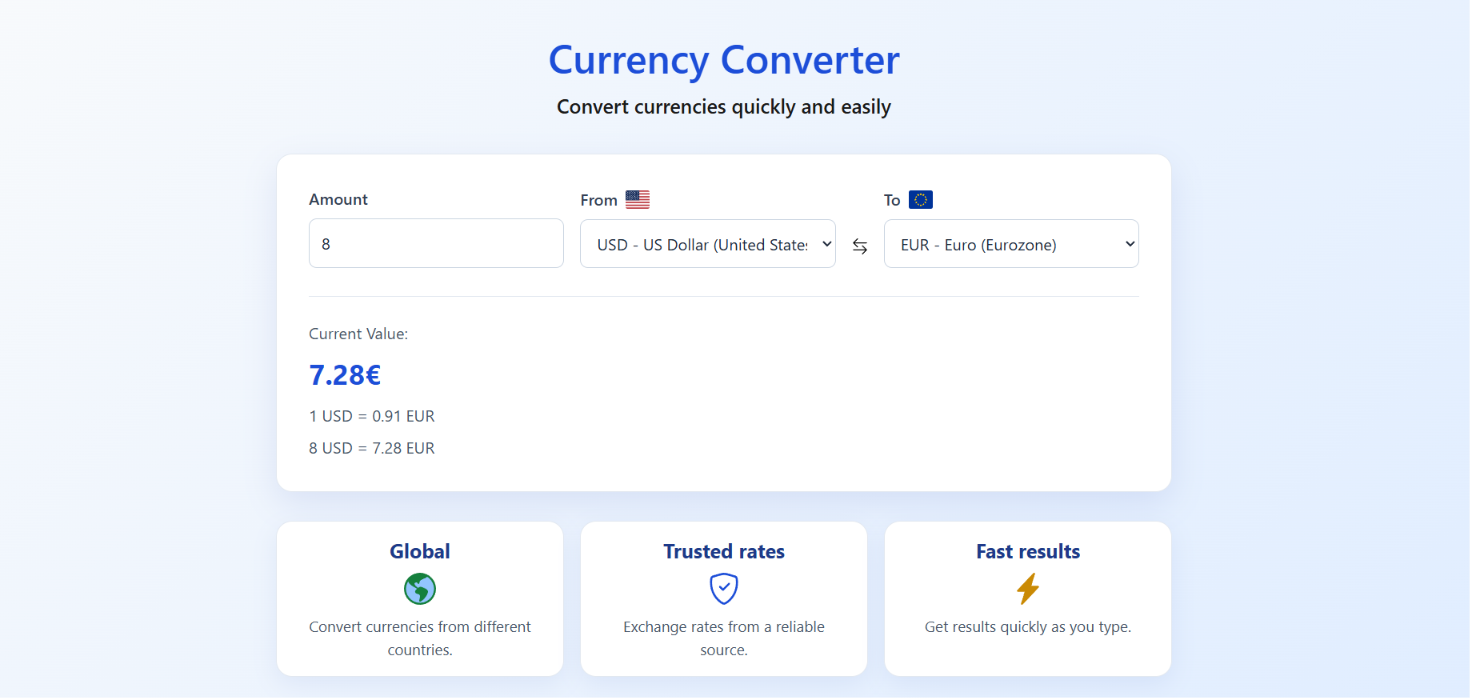 Currency Converter
Convert currencies quickly and easily
Amount
From
To
8
USD - US Dollar (United States
EUR - Euro (Eurozone)
Current Value:
7.28€
1 USD = 0.91 EUR
8 USD = 7.28 EUR
Global
Convert currencies from different
countries.
Trusted rates
Exchange rates from a reliable
source.
Fast results
Get results quickly as you type.